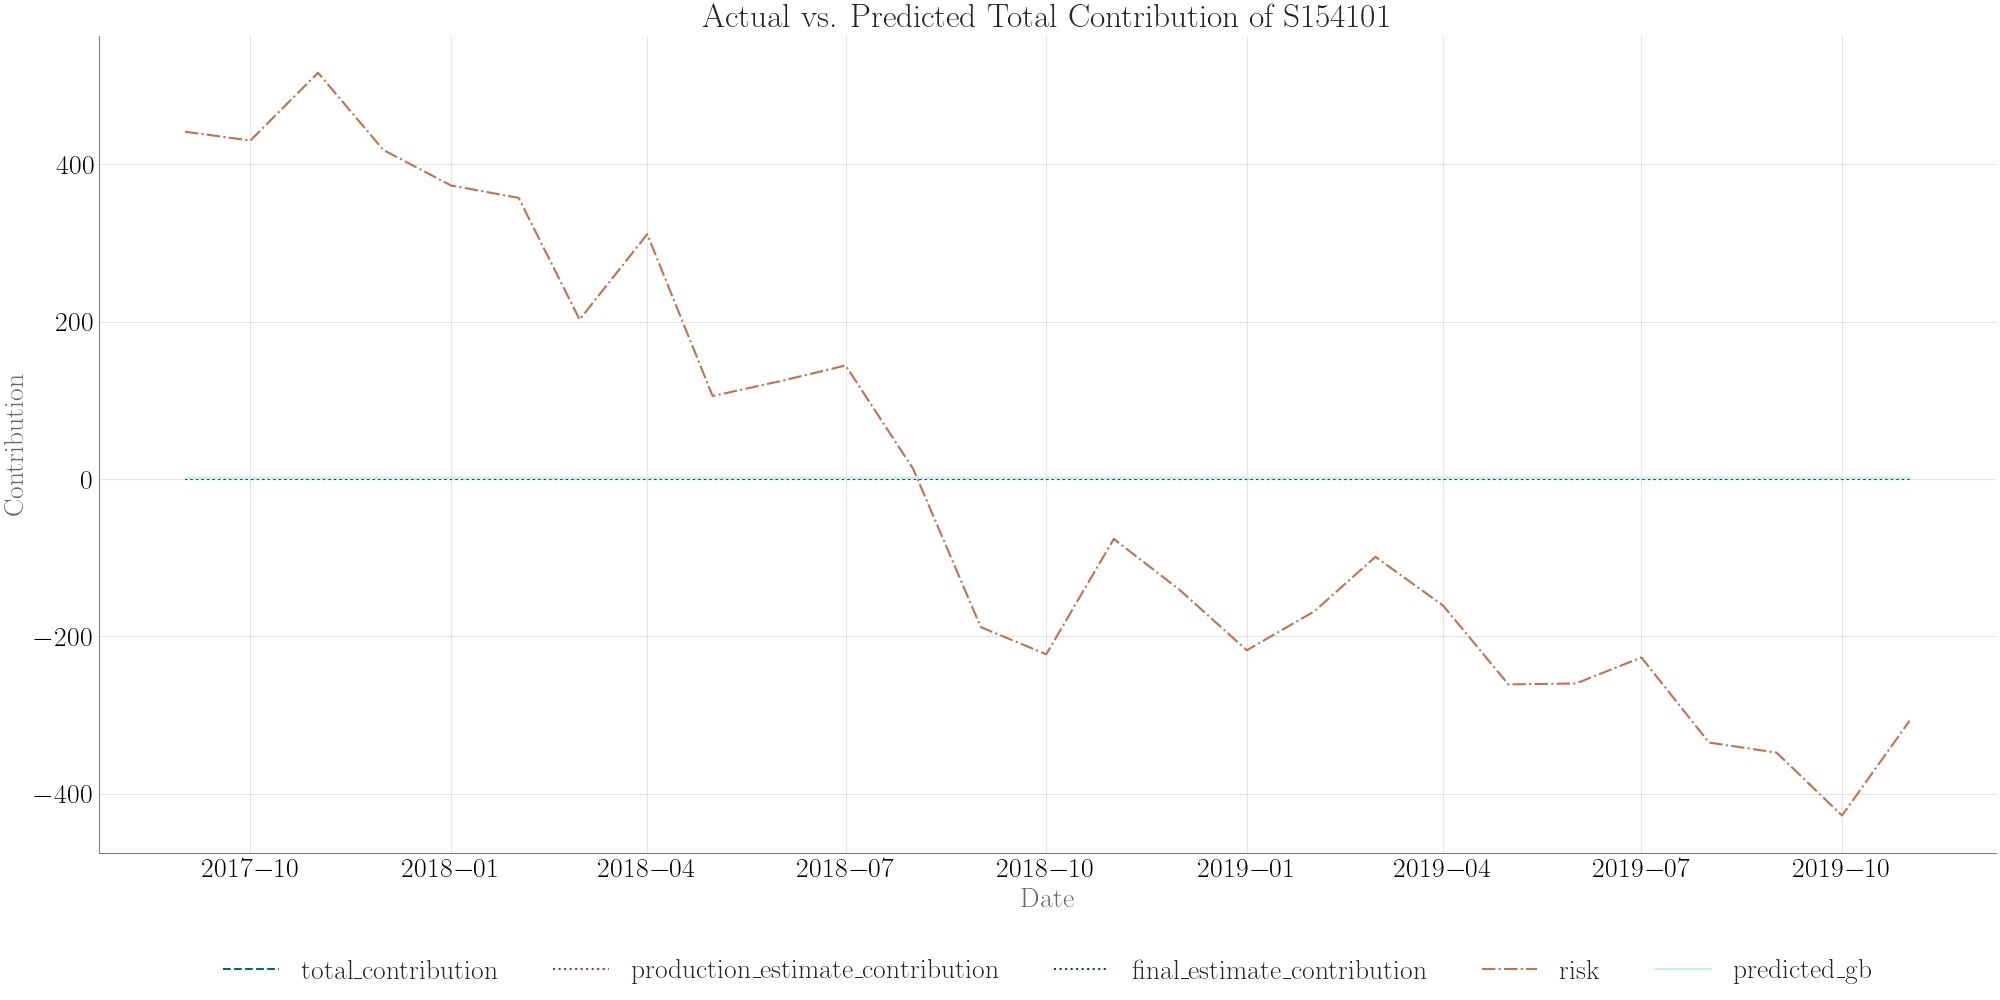 Actual vs. Predicted Total Contribution of S154101
Contribution
400
200
0
−200
−400
2017−10 2018−01 2018−04 2018−07 2018−10 2019−01 2019−04 2019−07 2019−10
Date
total_contribution production_estimate_contribution final_estimate_contribution risk predicted_gb